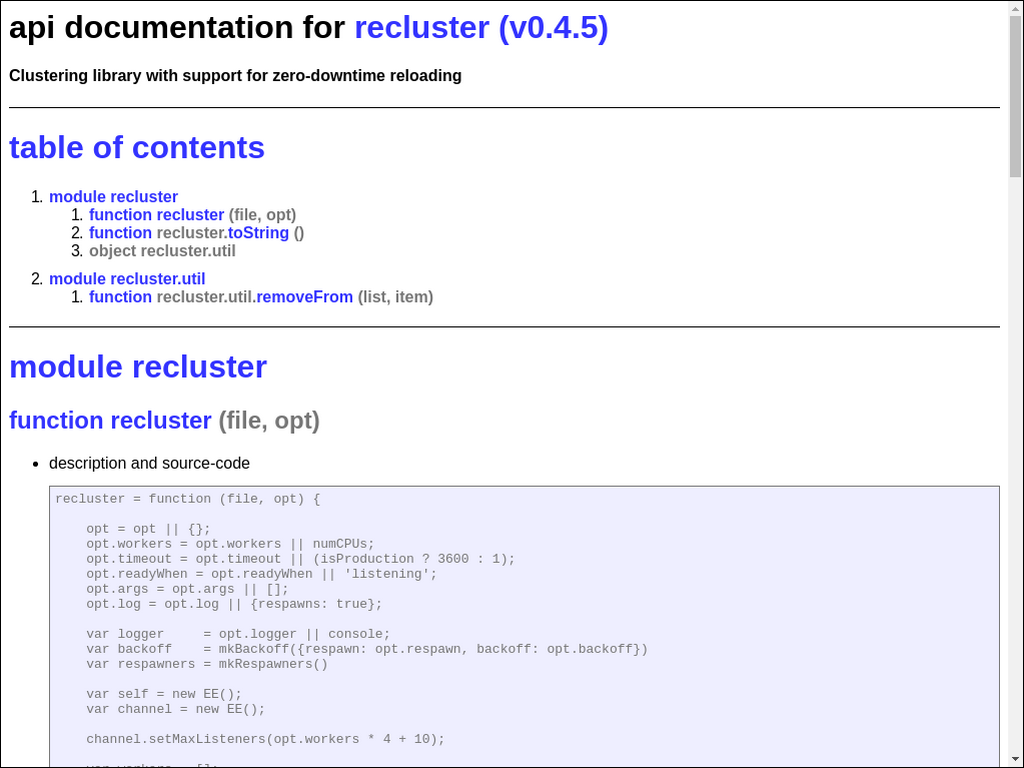 api documentation for recluster (v0.4.5)
Clustering library with support for zero-downtime reloading
table of contents
1. module recluster
1. function recluster (file, opt)
2. function recluster.toString ()
3. object recluster.util
2. module recluster.util
1. function recluster.util.removeFrom (list, item)
module recluster
function recluster (file, opt)
• description and source-code
recluster = function (file, opt) {
    opt = opt || {};
    opt.workers = opt.workers || numCPUs;
    opt.timeout = opt.timeout || (isProduction ? 3600 : 1);
    opt.readyWhen = opt.readyWhen || 'listening';
    opt.args = opt.args || [];
    opt.log = opt.log || {respawns: true};
    var logger     = opt.logger || console;
    var backoff    = mkBackoff({respawn: opt.respawn, backoff: opt.backoff})
    var respawners = mkRespawners()
    var self = new EE();
    var channel = new EE();
    channel.setMaxListeners(opt.workers * 4 + 10);